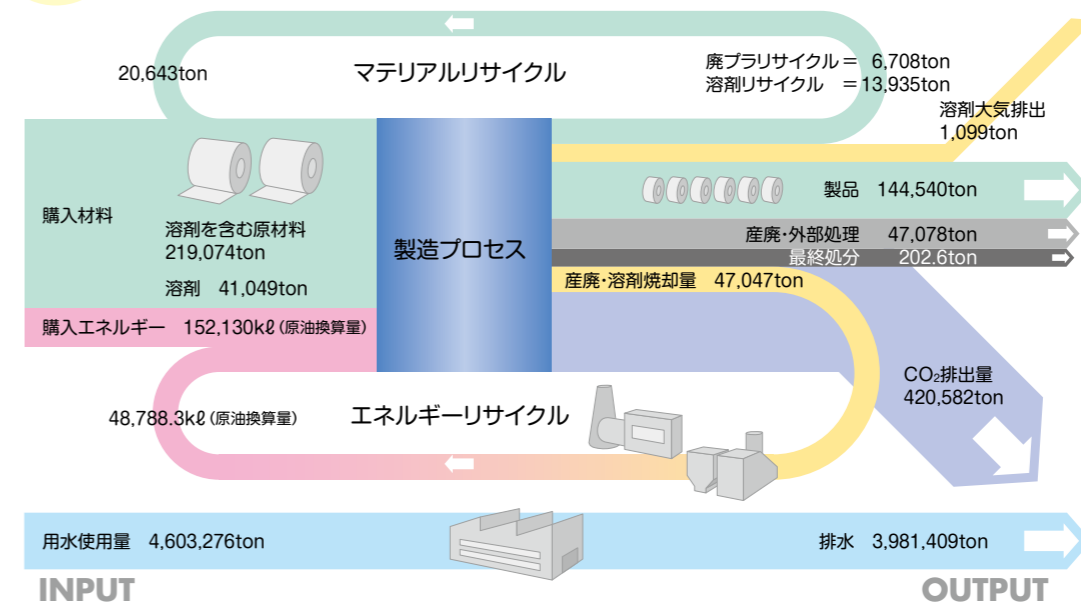 20,643ton
マテリアルリサイクル
廃プラリサイクル＝ 6,708ton
溶剤リサイクル ＝13,935ton
溶剤大気排出
1,099ton
購入材料
溶剤を含む原材料
219,074ton
溶剤 41,049ton
製造プロセス
製品 144,540ton
産廃・外部処理 47,078ton
最終処分 202.6ton
産廃・溶剤焼却量 47,047ton
購入エネルギー 152,130kℓ（原油換算量）
CO₂排出量
420,582ton
48,788.3kℓ（原油換算量）
エネルギーリサイクル
用水使用量 4,603,276ton
排水 3,981,409ton
INPUT
OUTPUT